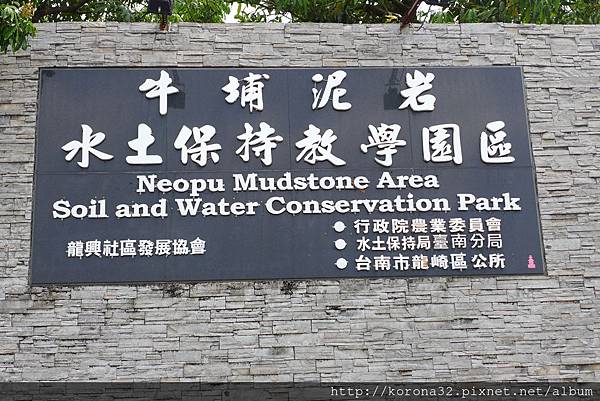 牛埔泥岩
水土保持教學園區
Neopu Mudstone Area
Soil and Water Conservation Park
龍興社區發展協會
行政院農業委員會
水土保持局臺南分局
台南市龍崎區公所
http://korona32.pixnet.net/album